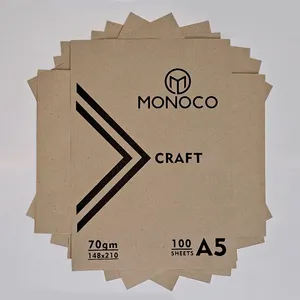 MONOCO
CRAFT
70gm
148x210
100
SHEETS
A5